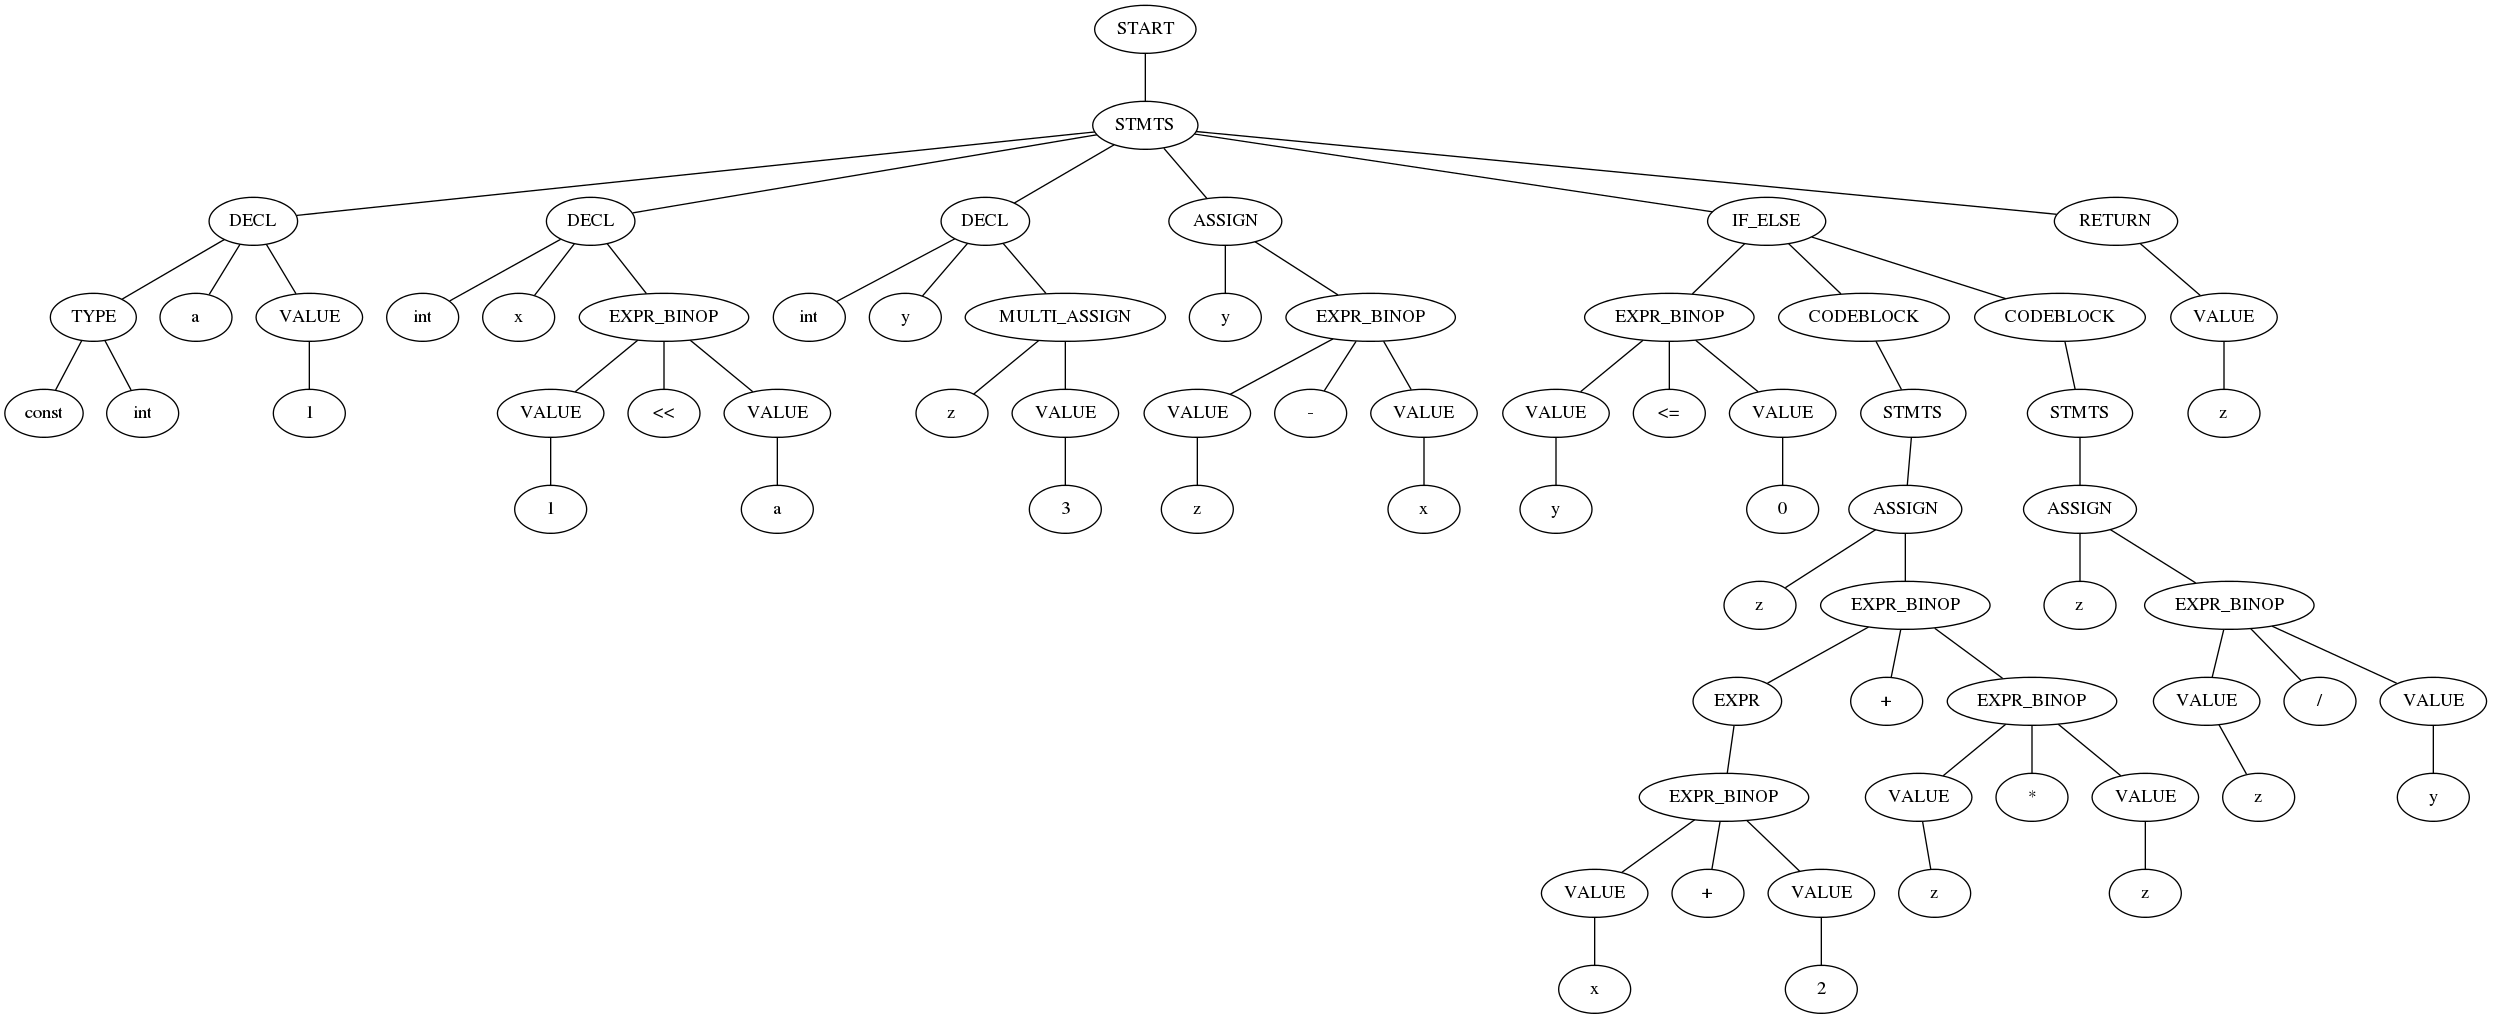 START
STMTS
DECL DECL DECL ASSIGN IF_ELSE RETURN
TYPE a VALUE int x EXPR_BINOP int y MULTI_ASSIGN y EXPR_BINOP EXPR_BINOP CODEBLOCK CODEBLOCK VALUE
const int 1 VALUE << VALUE z VALUE VALUE - VALUE VALUE <= VALUE STMTS STMTS z
1 a 3 z x y 0 ASSIGN ASSIGN
z EXPR_BINOP z EXPR_BINOP
EXPR + EXPR_BINOP VALUE / VALUE
EXPR_BINOP VALUE * VALUE z y
VALUE + VALUE z z
x 2